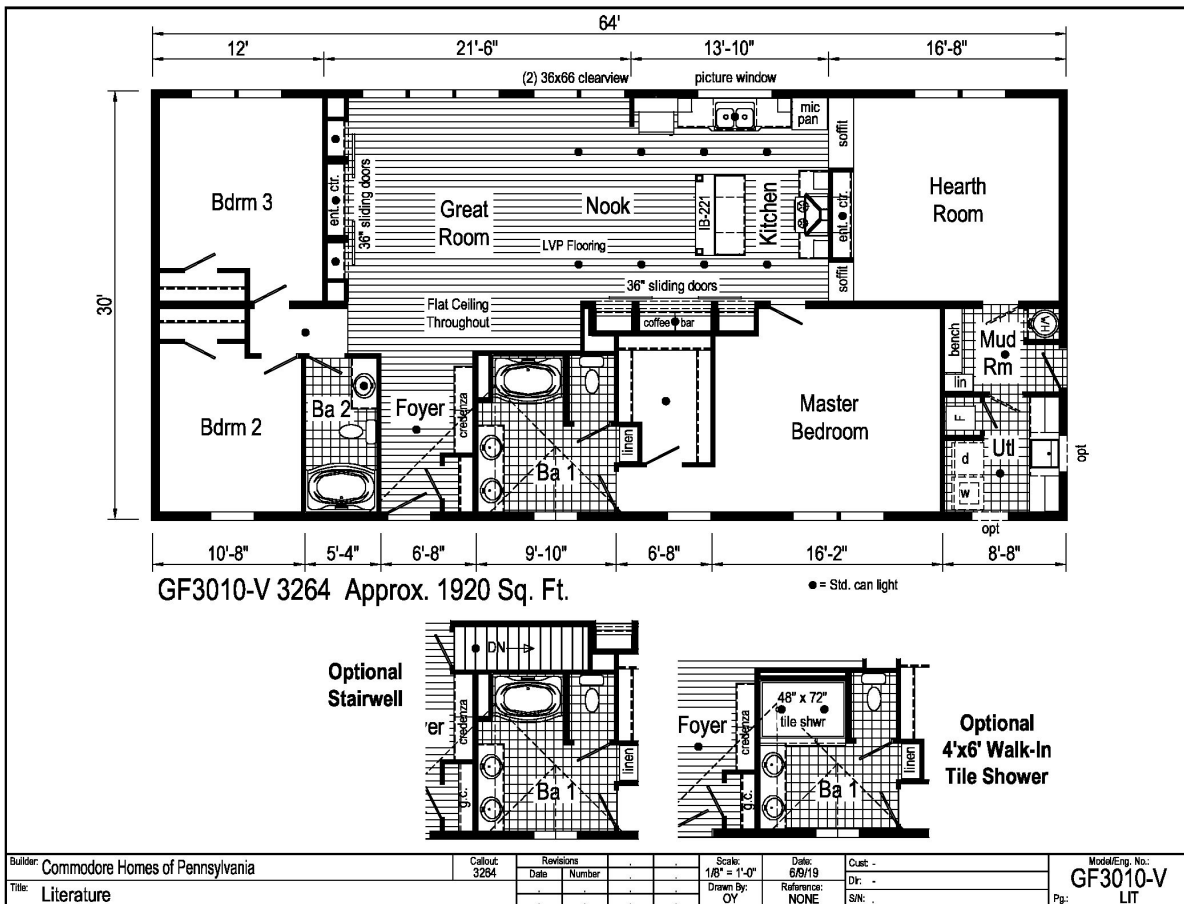 64'
12'
21'-6"
13'-10"
16'-8"
(2) 36x66 clearview
picture window
30'
mic
pan
soffit
Bdrm 3
ent. ctr.
36" sliding doors
Great
Room
Nook
IB-221
Kitchen
ent. ctr.
Hearth
Room
LVP Flooring
36" sliding doors
soffit
Flat Ceiling
Throughout
coffee bar
bench
Mud
Rm
WH
lin
Bdrm 2
Ba 2
Foyer
credenza
linen
Ba 1
Master
Bedroom
F
d
w
Utl
opt
opt
10'-8"
5'-4"
6'-8"
9'-10"
6'-8"
16'-2"
8'-8"
GF3010-V 3264 Approx. 1920 Sq. Ft.
= Std. can light
Optional
Stairwell
DN
yer
credenza
g.c.
linen
Ba 1
Foyer
credenza
g.c.
48" x 72"
tile shwr
linen
Ba 1
Optional
4'x6' Walk-In
Tile Shower
Builder: Commodore Homes of Pennsylvania
Title: Literature
Callout:
3264
Revisions
Date Number
Scale:
1/8" = 1'-0"
Drawn By:
OY
Date:
6/9/19
Reference:
NONE
Cust: -
Dlr: -
S/N: .
Model/Eng. No.:
GF3010-V
Pg.: LIT